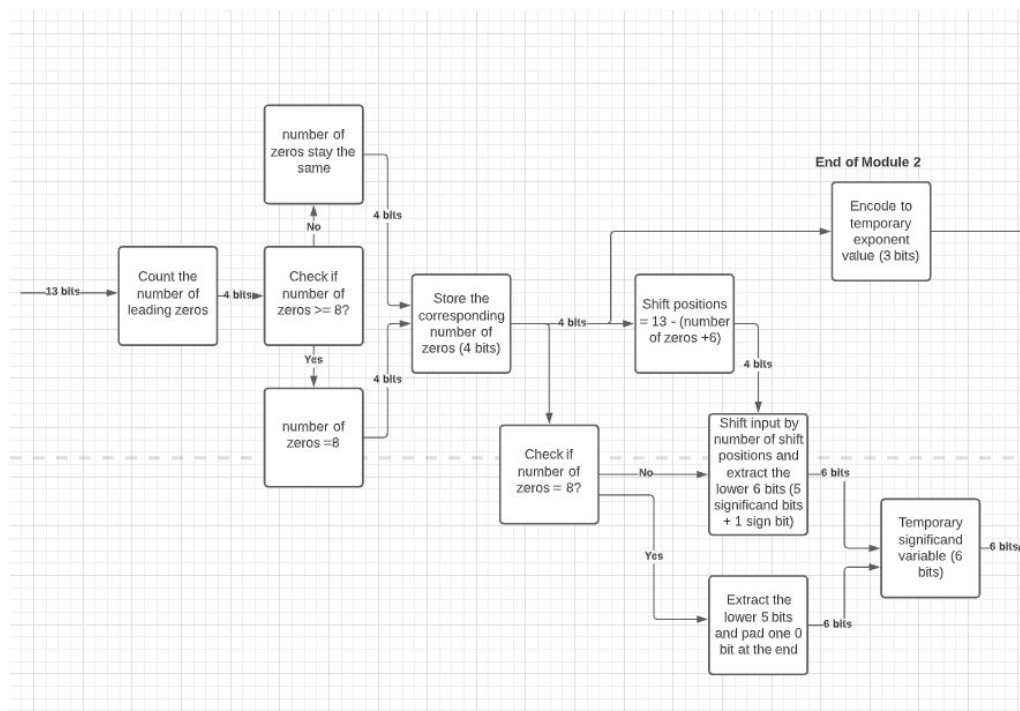 number of
zeros stay the
same
End of Module 2
Encode to
temporary
exponent
value (3 bits)
4 bits
No
13 bits
Count the
number of
leading zeros
4 bits
Check if
number of
zeros >= 8?
Store the
corresponding
number of
zeros (4 bits)
4 bits
Shift positions
= 13 - (number
of zeros +6)
Yes
4 bits
4 bits
number of
zeros =8
Check if
number of
zeros = 8?
No
Shift input by
number of shift
positions and
extract the
lower 6 bits (5
significand bits
+ 1 sign bit)
6 bits
Temporary
significand
variable (6
bits)
6 bits
Yes
Extract the
lower 5 bits
and pad one 0
bit at the end
6 bits